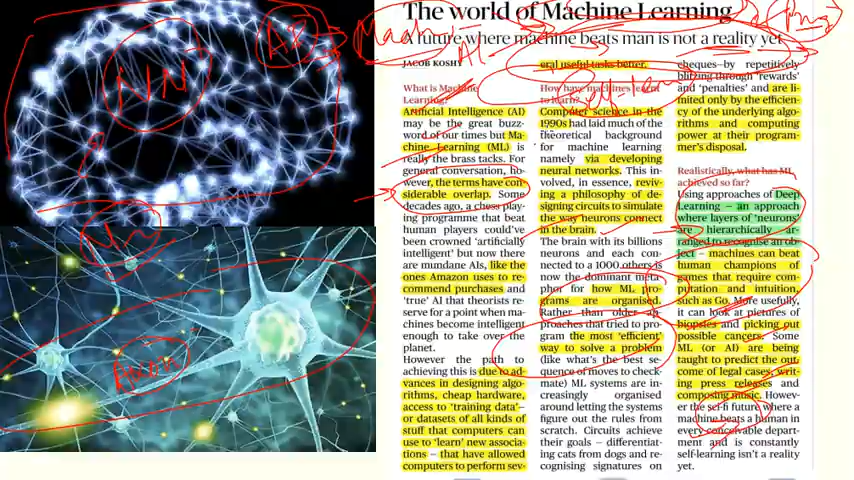 The world of Machine Learning
A future where machine beats man is not a reality yet
JACOB KOSHY
What is Machine
Learning?
Artificial Intelligence (AI)
may be the great buzz-
word of our times but Ma-
chine Learning (ML) is
really the brass tacks. For
general conversation, ho-
wever, the terms have con-
siderable overlap. Some
decades ago, a chess play-
ing programme that beat
human players could've
been crowned 'artificially
intelligent' but now there
are mundane AIs, like the
ones Amazon uses to re-
commend purchases and
'true' AI that theorists re-
serve for a point when ma-
chines become intelligent
enough to take over the
planet.
However the path to
achieving this is due to ad-
vances in designing algo-
rithms, cheap hardware,
access to 'training data'–
or datasets of all kinds of
stuff that computers can
use to 'learn' new associa-
tions – that have allowed
computers to perform sev-
eral useful tasks better.
How have machines learnt
to learn?
Computer science in the
1990s had laid much of the
theoretical background
for machine learning
namely via developing
neural networks. This in-
volved, in essence, reviv-
ing a philosophy of de-
signing circuits to simulate
the way neurons connect
in the brain.
The brain with its billions
neurons and each con-
nected to a 1000 others is
now the dominant meta-
phor for how ML pro-
grams are organised.
Rather than older ap-
proaches that tried to pro-
gram the most 'efficient'
way to solve a problem
(like what's the best se-
quence of moves to check-
mate) ML systems are in-
creasingly organised
around letting the systems
figure out the rules from
scratch. Circuits achieve
their goals – differentiat-
ing cats from dogs and re-
cognising signatures on
cheques–by repetitively
blitzing through 'rewards'
and 'penalties' and are li-
mited only by the efficien-
cy of the underlying algo-
rithms and computing
power at their program-
mer's disposal.
Realistically, what has ML
achieved so far?
Using approaches of Deep
Learning – an approach
where layers of 'neurons'
are hierarchically ar-
ranged to recognise an ob-
ject – machines can beat
human champions of
games that require com-
putation and intuition,
such as Go. More usefully,
it can look at pictures of
biopsies and picking out
possible cancers. Some
ML (or AI) are being
taught to predict the out-
come of legal cases, writ-
ing press releases and
composing music. Howev-
er the sci-fi future where a
machine beats a human in
every conceivable depart-
ment and is constantly
self-learning isn't a reality
yet.
NN
AI
Axon